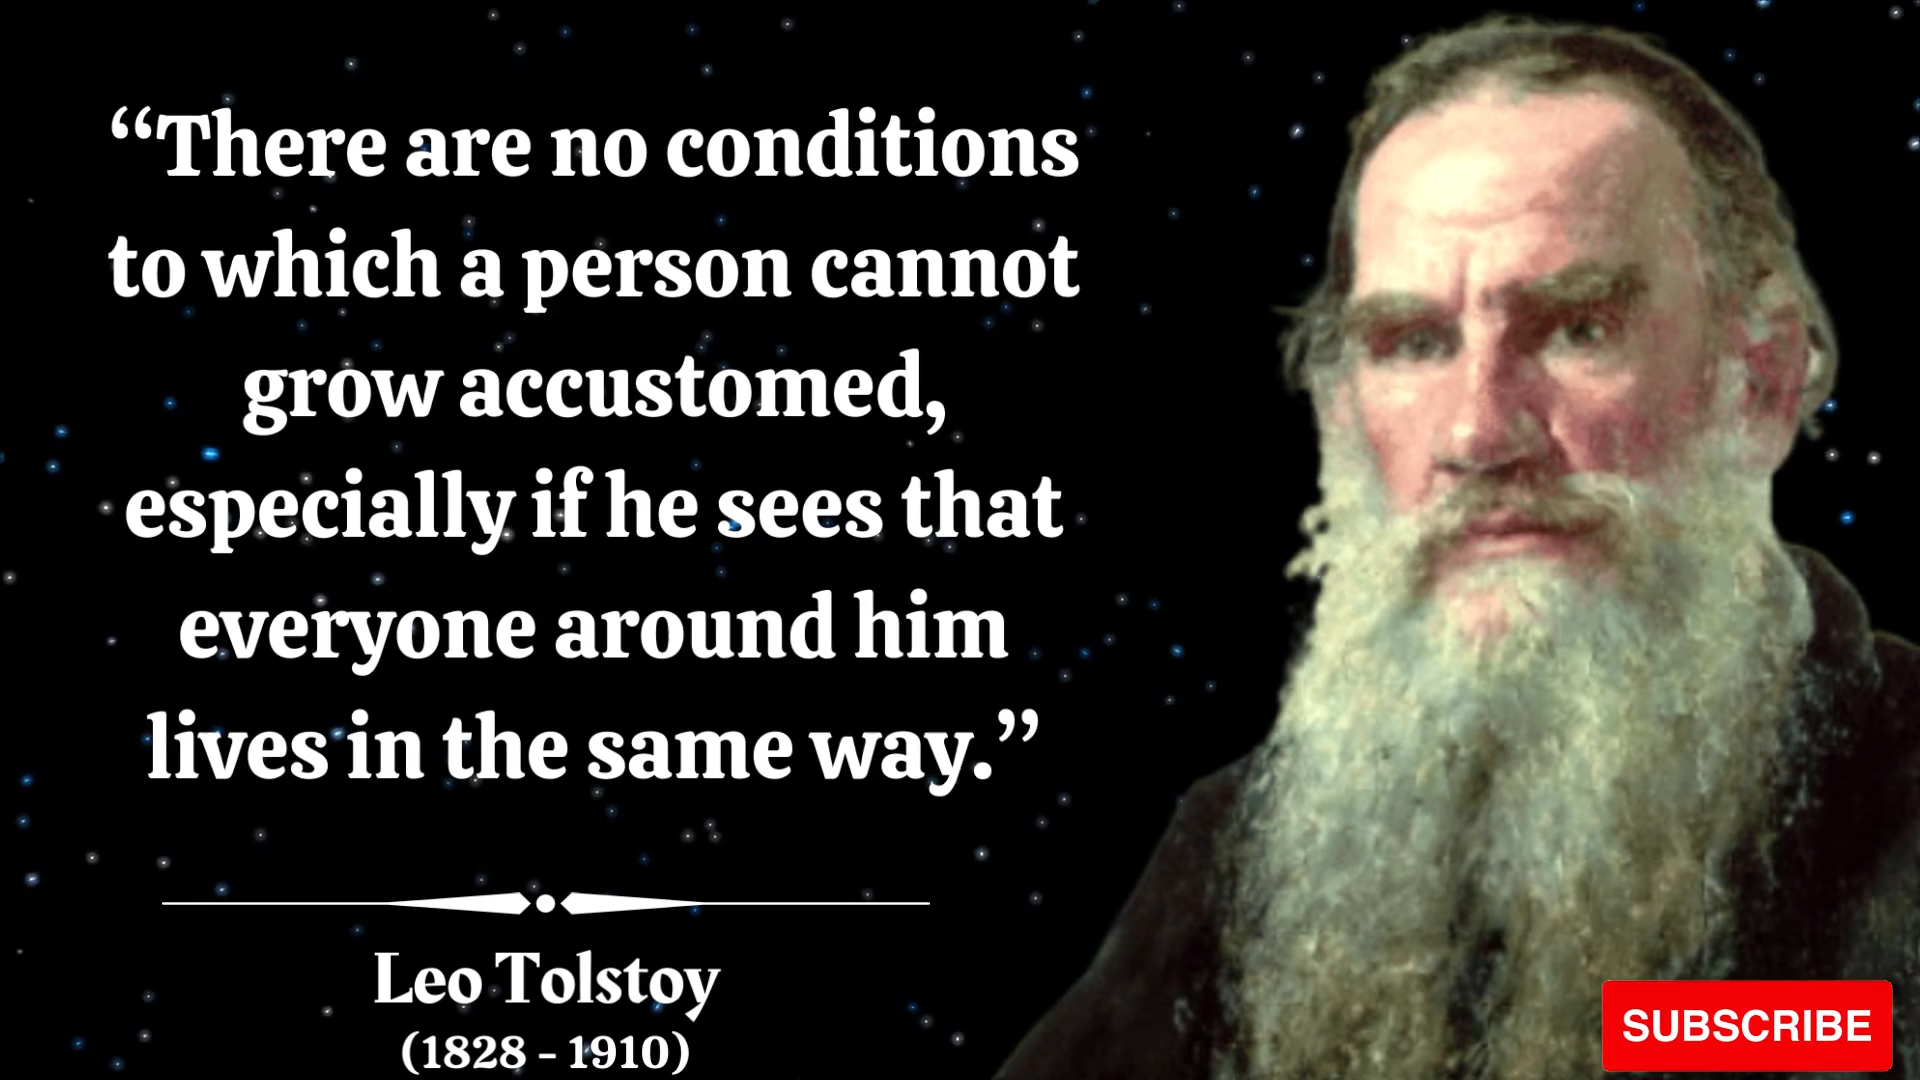 “There are no conditions
to which a person cannot
grow accustomed,
especially if he sees that
everyone around him
lives in the same way.”
Leo Tolstoy
(1828 - 1910)
SUBSCRIBE